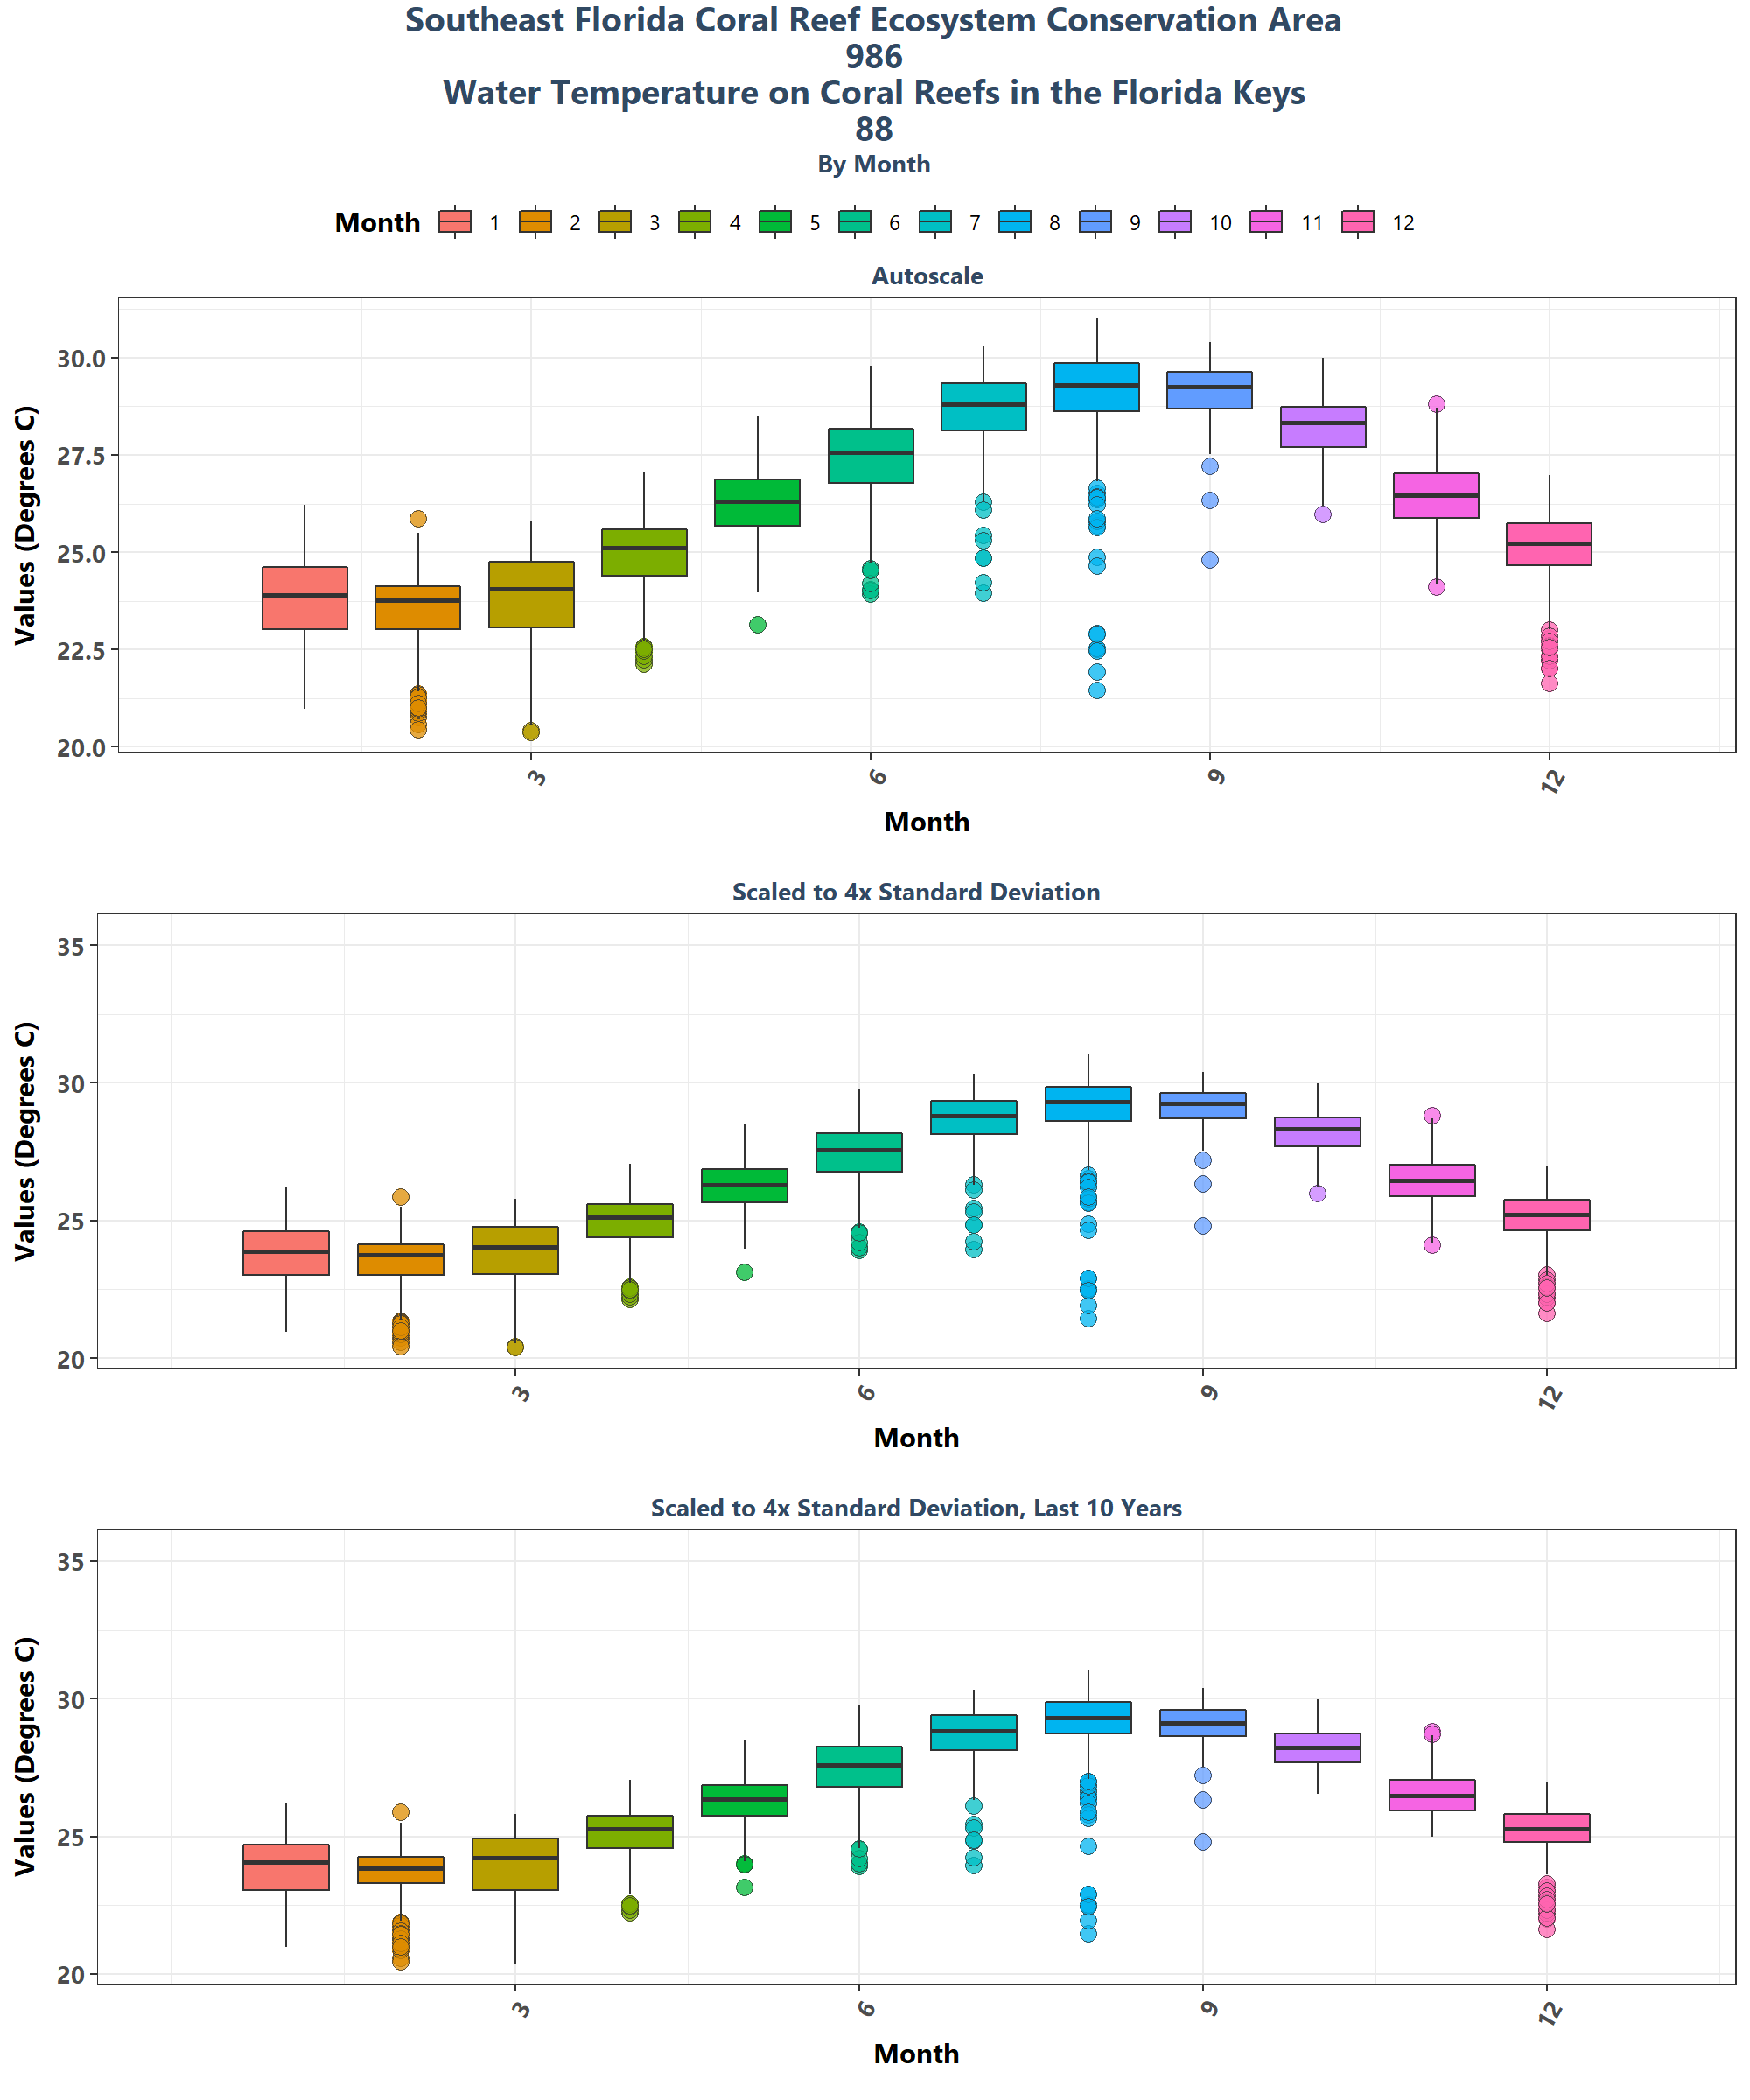 Southeast Florida Coral Reef Ecosystem Conservation Area
986
Water Temperature on Coral Reefs in the Florida Keys
88
By Month
Month 1 2 3 4 5 6 7 8 9 10 11 12
Autoscale
Values (Degrees C)
30.0
27.5
25.0
22.5
20.0
3 6 9 12
Month
Scaled to 4x Standard Deviation
Values (Degrees C)
35
30
25
20
3 6 9 12
Month
Scaled to 4x Standard Deviation, Last 10 Years
Values (Degrees C)
35
30
25
20
3 6 9 12
Month